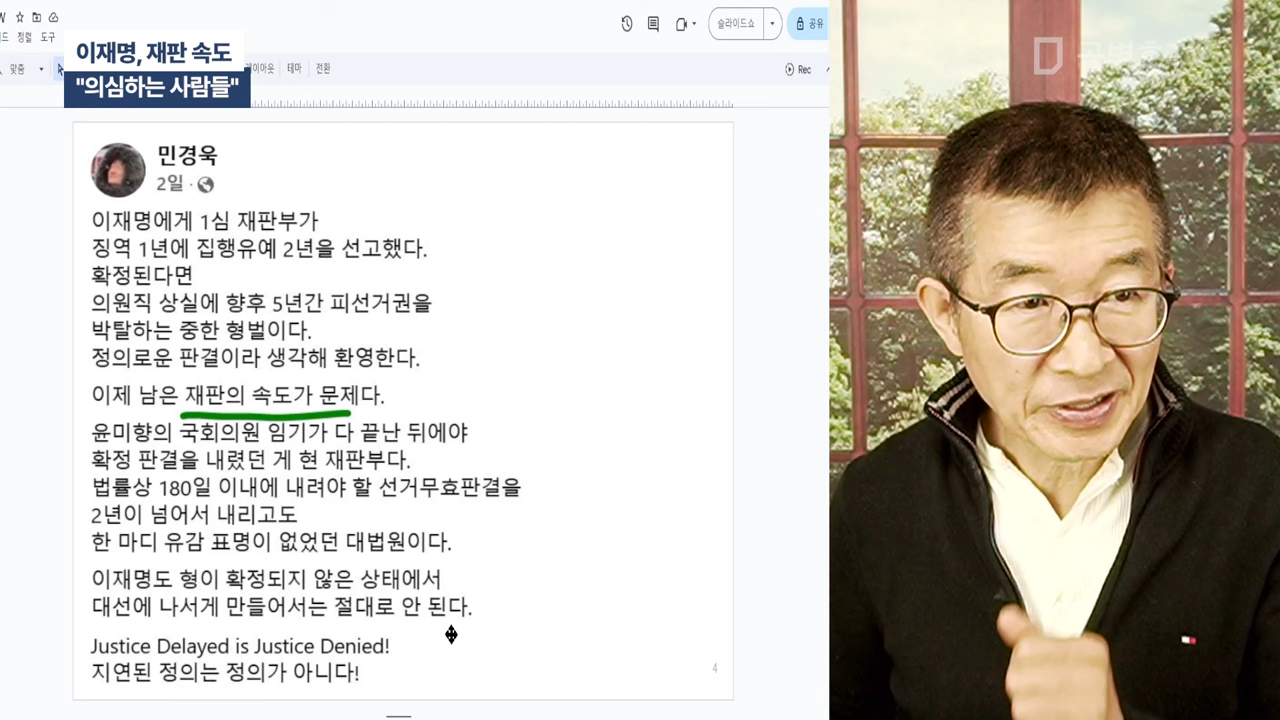 슬라이드쇼
공유
정렬 도구
맞춤
테마 전환
Rec
이재명, 재판 속도
"의심하는 사람들"
민경욱
2일 ·
이재명에게 1심 재판부가
징역 1년에 집행유예 2년을 선고했다.
확정된다면
의원직 상실에 향후 5년간 피선거권을
박탈하는 중한 형벌이다.
정의로운 판결이라 생각해 환영한다.
이제 남은 재판의 속도가 문제다.
윤미향의 국회의원 임기가 다 끝난 뒤에야
확정 판결을 내렸던 게 현 재판부다.
법률상 180일 이내에 내려야 할 선거무효판결을
2년이 넘어서 내리고도
한 마디 유감 표명이 없었던 대법원이다.
이재명도 형이 확정되지 않은 상태에서
대선에 나서게 만들어서는 절대로 안 된다.
Justice Delayed is Justice Denied!
지연된 정의는 정의가 아니다!
4